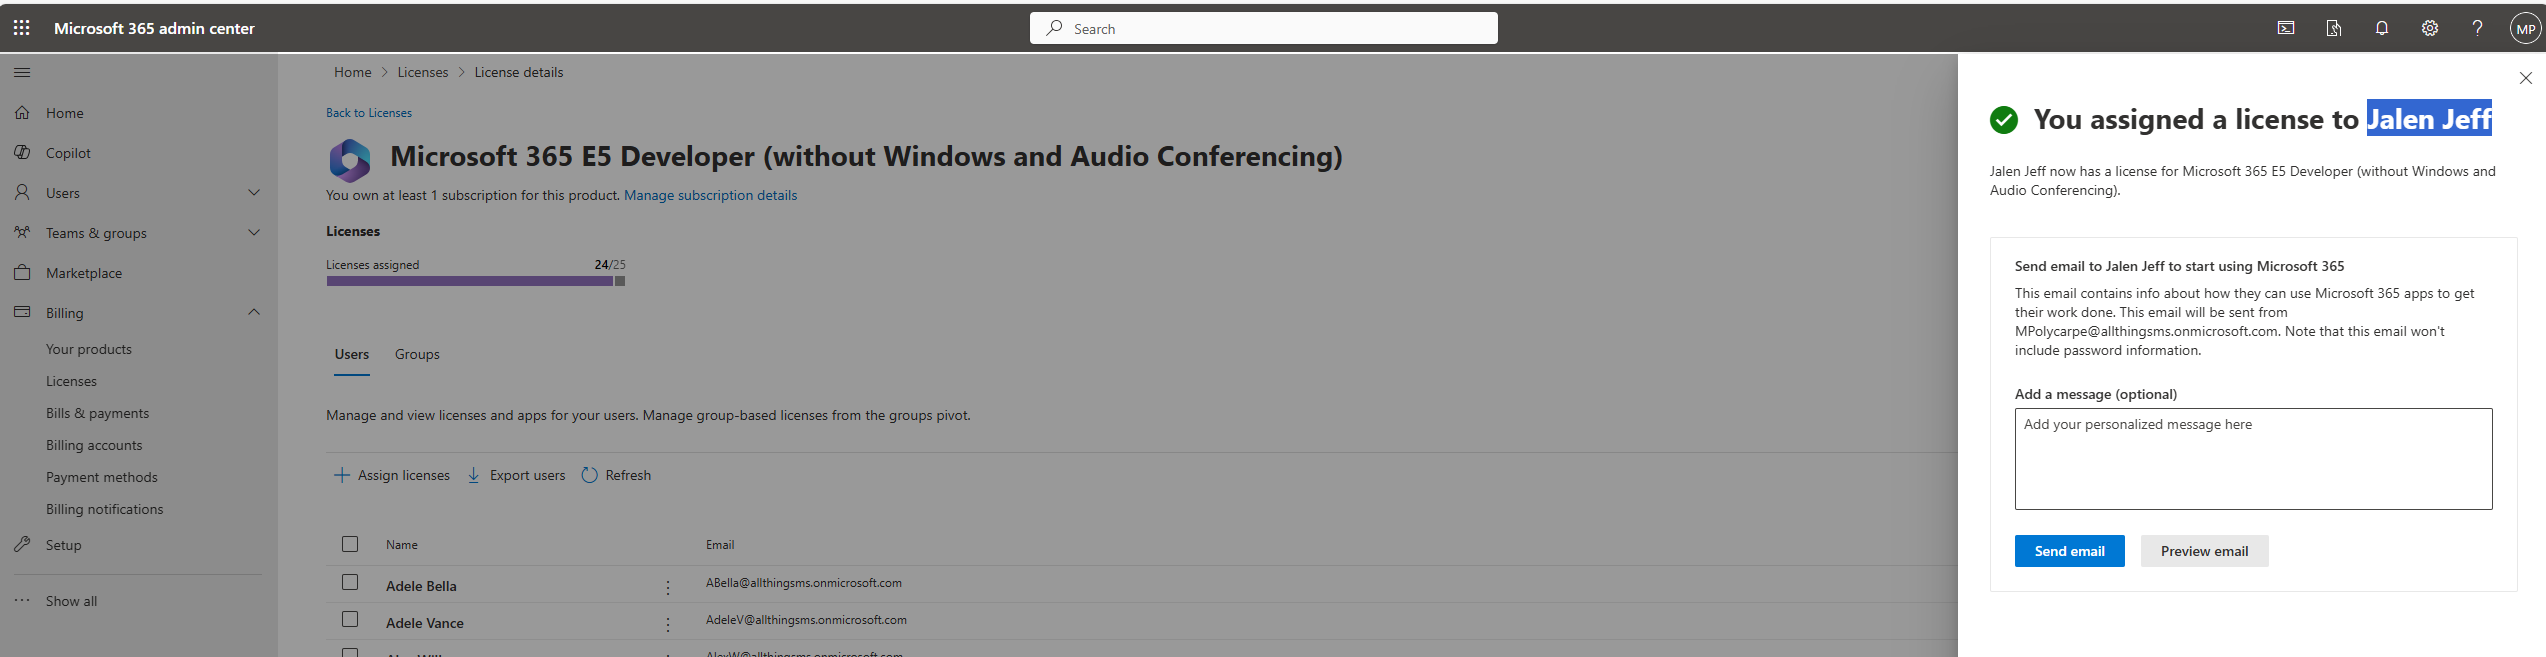 Microsoft 365 admin center
Search
MP
Home
Copilot
Users
Teams & groups
Marketplace
Billing
Your products
Licenses
Bills & payments
Billing accounts
Payment methods
Billing notifications
Setup
Show all
Home > Licenses > License details
Back to Licenses
Microsoft 365 E5 Developer (without Windows and Audio Conferencing)
You own at least 1 subscription for this product. Manage subscription details
Licenses
Licenses assigned 24/25
Users Groups
Manage and view licenses and apps for your users. Manage group-based licenses from the groups pivot.
Assign licenses Export users Refresh
Name Email
Adele Bella ABella@allthingsms.onmicrosoft.com
Adele Vance AdeleV@allthingsms.onmicrosoft.com
You assigned a license to Jalen Jeff
Jalen Jeff now has a license for Microsoft 365 E5 Developer (without Windows and
Audio Conferencing).
Send email to Jalen Jeff to start using Microsoft 365
This email contains info about how they can use Microsoft 365 apps to get
their work done. This email will be sent from
MPolycarpe@allthingsms.onmicrosoft.com. Note that this email won't
include password information.
Add a message (optional)
Add your personalized message here
Send email Preview email